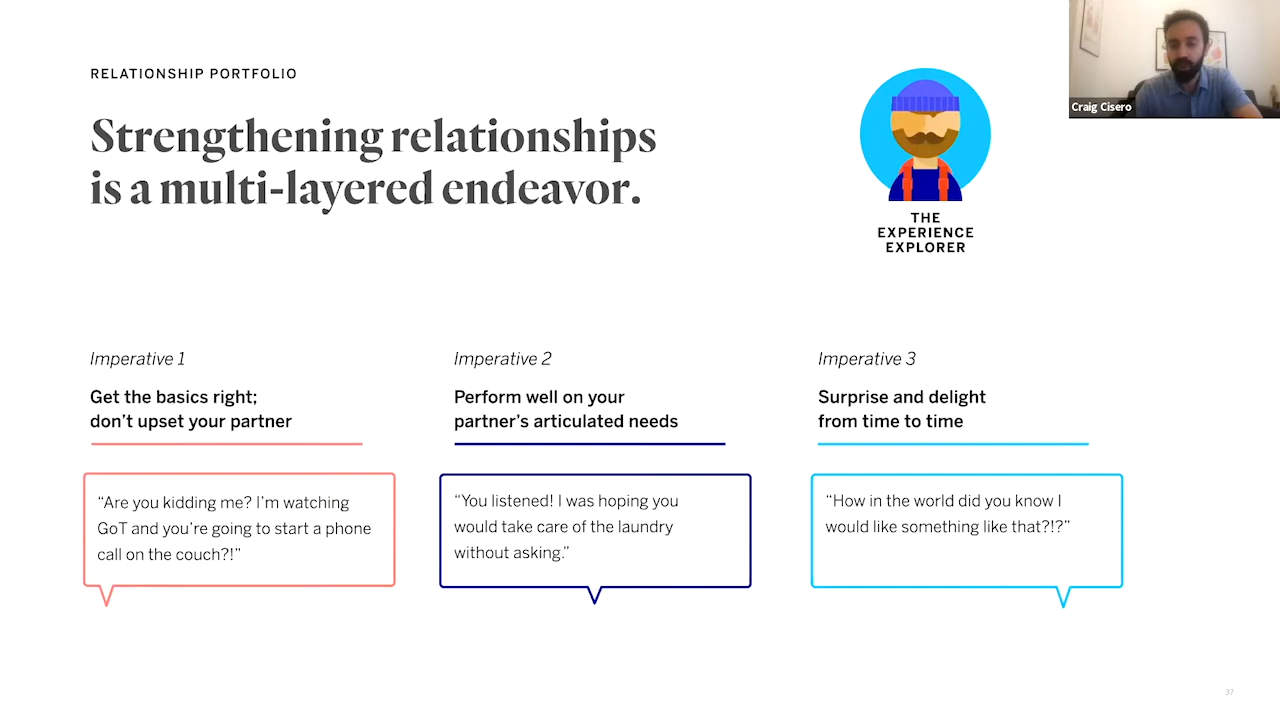 RELATIONSHIP PORTFOLIO
Strengthening relationships
is a multi-layered endeavor.
THE
EXPERIENCE
EXPLORER
Craig Cisero
Imperative 1
Get the basics right;
don’t upset your partner
“Are you kidding me? I’m watching
GoT and you’re going to start a phone
call on the couch?!”
Imperative 2
Perform well on your
partner’s articulated needs
“You listened! I was hoping you
would take care of the laundry
without asking.”
Imperative 3
Surprise and delight
from time to time
“How in the world did you know I
would like something like that?!?”
37